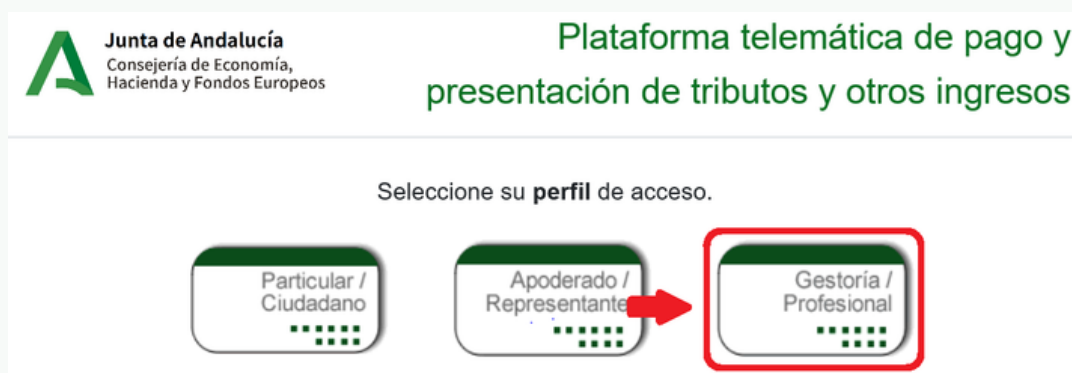 Junta de Andalucía
Consejería de Economía,
Hacienda y Fondos Europeos
Plataforma telemática de pago y
presentación de tributos y otros ingresos
Seleccione su perfil de acceso.
Particular /
Ciudadano
Apoderado /
Representante
Gestoría /
Profesional